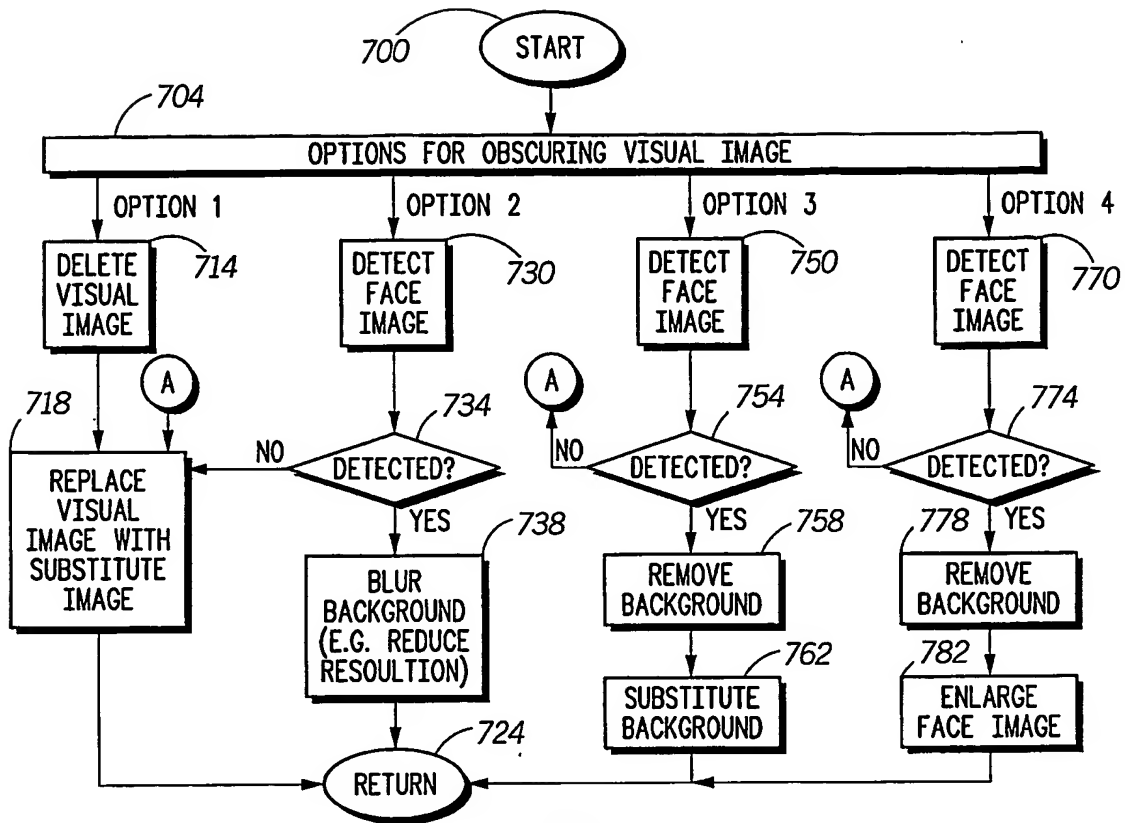 700
START
704
OPTIONS FOR OBSCURING VISUAL IMAGE
OPTION 1
OPTION 2
OPTION 3
OPTION 4
DELETE
VISUAL
IMAGE
714
DETECT
FACE
IMAGE
730
DETECT
FACE
IMAGE
750
DETECT
FACE
IMAGE
770
A
A
A
718
REPLACE
VISUAL
IMAGE WITH
SUBSTITUTE
IMAGE
NO
DETECTED?
734
YES
NO
DETECTED?
754
YES
NO
DETECTED?
774
YES
738
BLUR
BACKGROUND
(E.G. REDUCE
RESOULTION)
758
REMOVE
BACKGROUND
778
REMOVE
BACKGROUND
762
SUBSTITUTE
BACKGROUND
782
ENLARGE
FACE IMAGE
724
RETURN